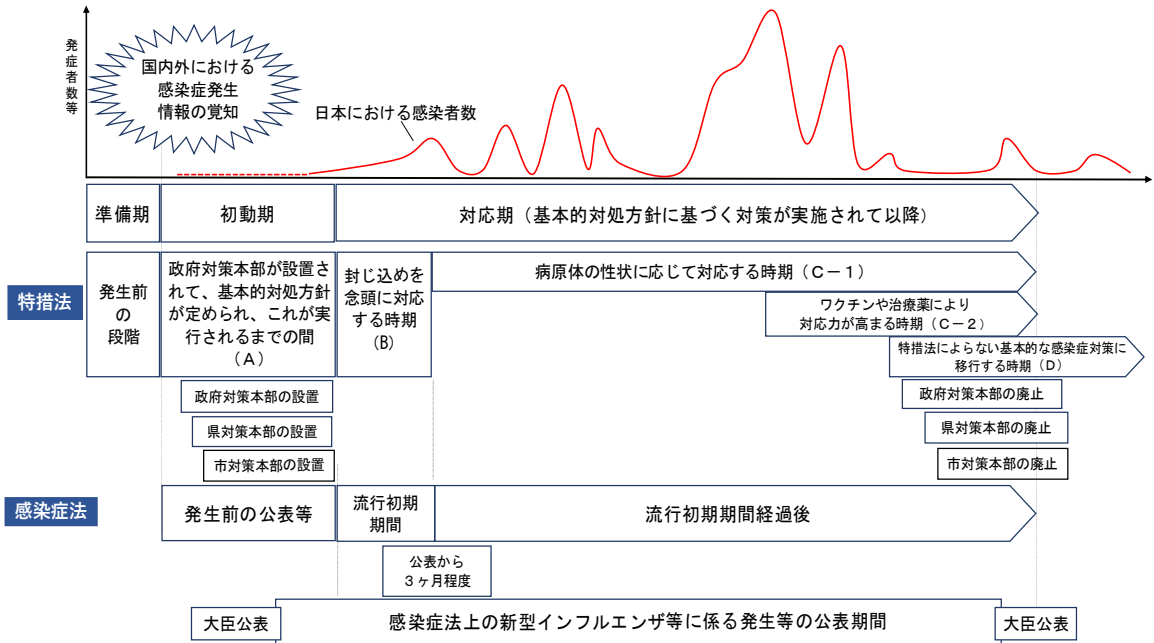 発症者数等
国内外における
感染症発生
情報の覚知
日本における感染者数
準備期
初動期
対応期（基本的対処方針に基づく対策が実施されて以降）
特措法
発生前
の
段階
政府対策本部が設置さ
れて、基本的対処方針
が定められ、これが実
行されるまでの間
（Ａ）
封じ込めを
念頭に対応
する時期
(B)
病原体の性状に応じて対応する時期（Ｃ－１）
ワクチンや治療薬により
対応力が高まる時期（Ｃ－２）
特措法によらない基本的な感染症対策に
移行する時期（Ｄ）
政府対策本部の設置
県対策本部の設置
市対策本部の設置
政府対策本部の廃止
県対策本部の廃止
市対策本部の廃止
感染症法
発生前の公表等
流行初期
期間
流行初期期間経過後
公表から
３ヶ月程度
大臣公表
感染症法上の新型インフルエンザ等に係る発生等の公表期間
大臣公表